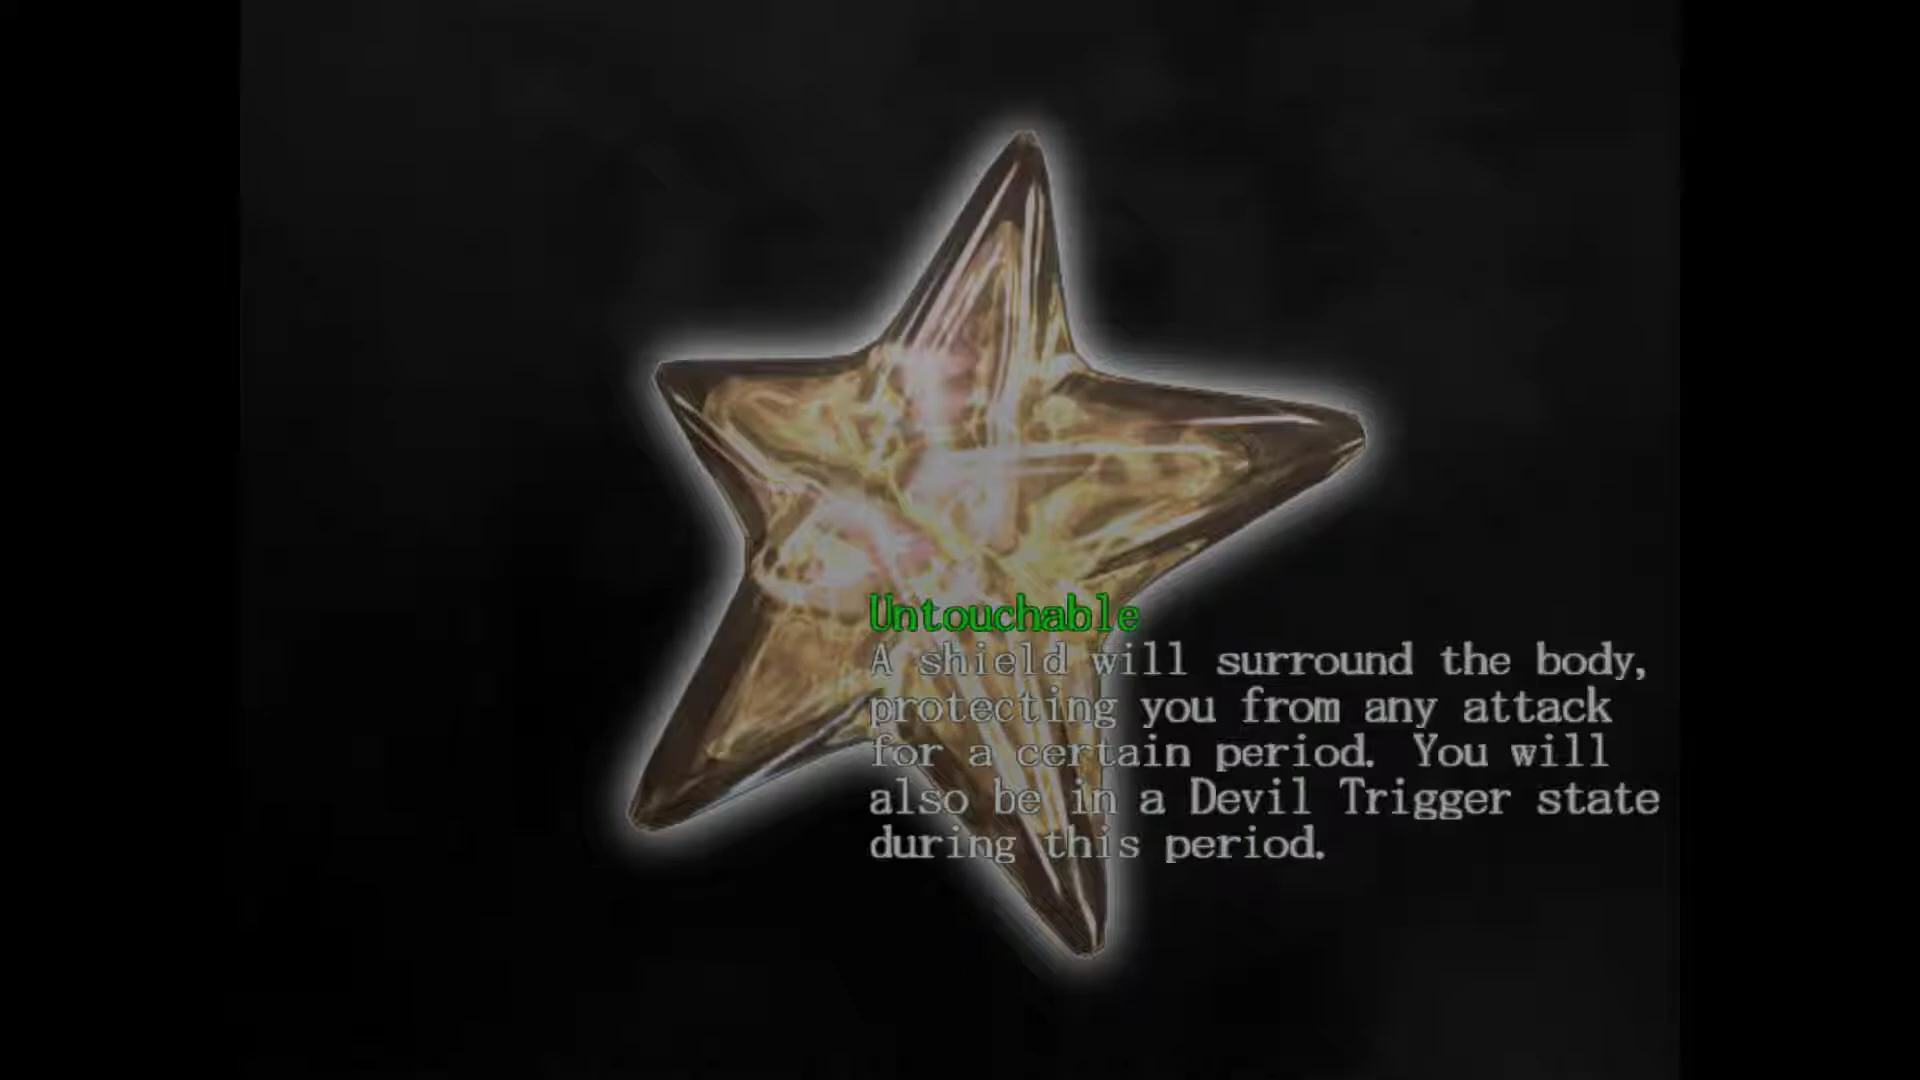 Untouchable
A shield will surround the body,
protecting you from any attack
for a certain period. You will
also be in a Devil Trigger state
during this period.